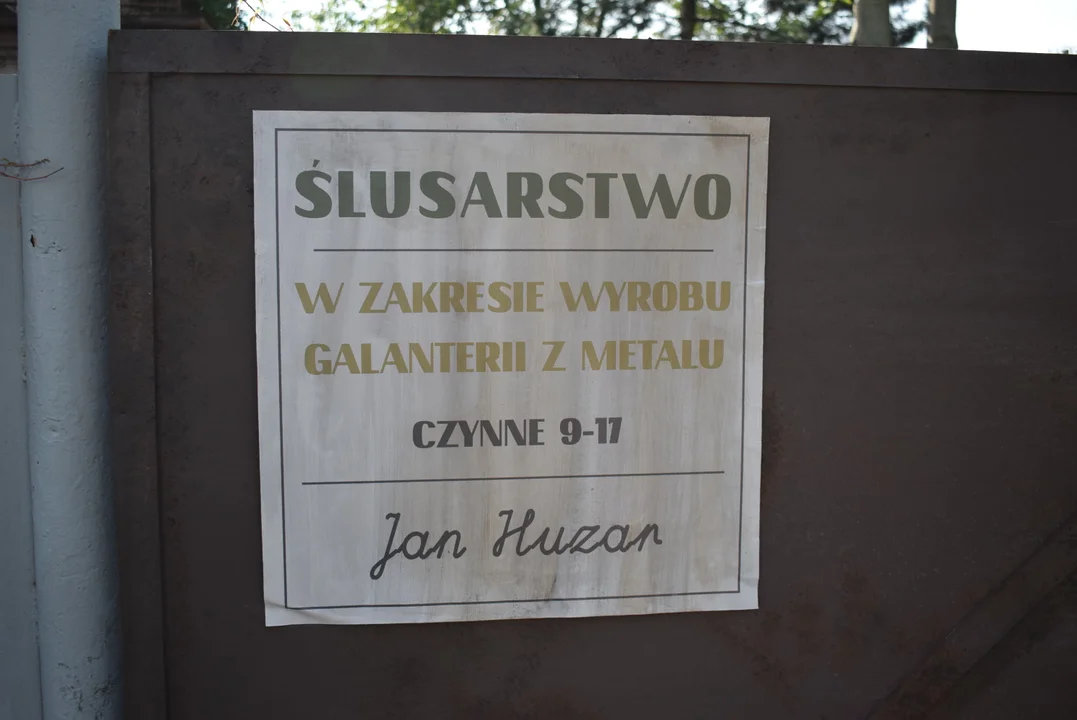 ŚLUSARSTWO
W ZAKRESIE WYROBU
GALANTERII Z METALU
CZYNNE 9-17
Jan Huzar